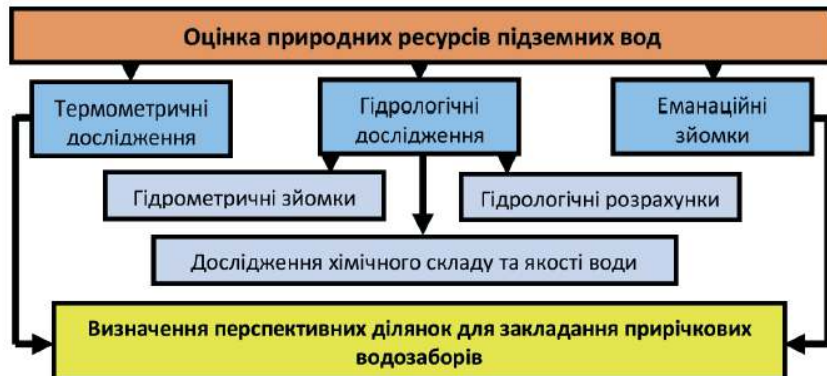 Оцінка природних ресурсів підземних вод
Термометричні
дослідження
Гідрологічні
дослідження
Еманаційні
зйомки
Гідрометричні зйомки
Гідрологічні розрахунки
Дослідження хімічного складу та якості води
Визначення перспективних ділянок для закладання прирічкових
водозаборів